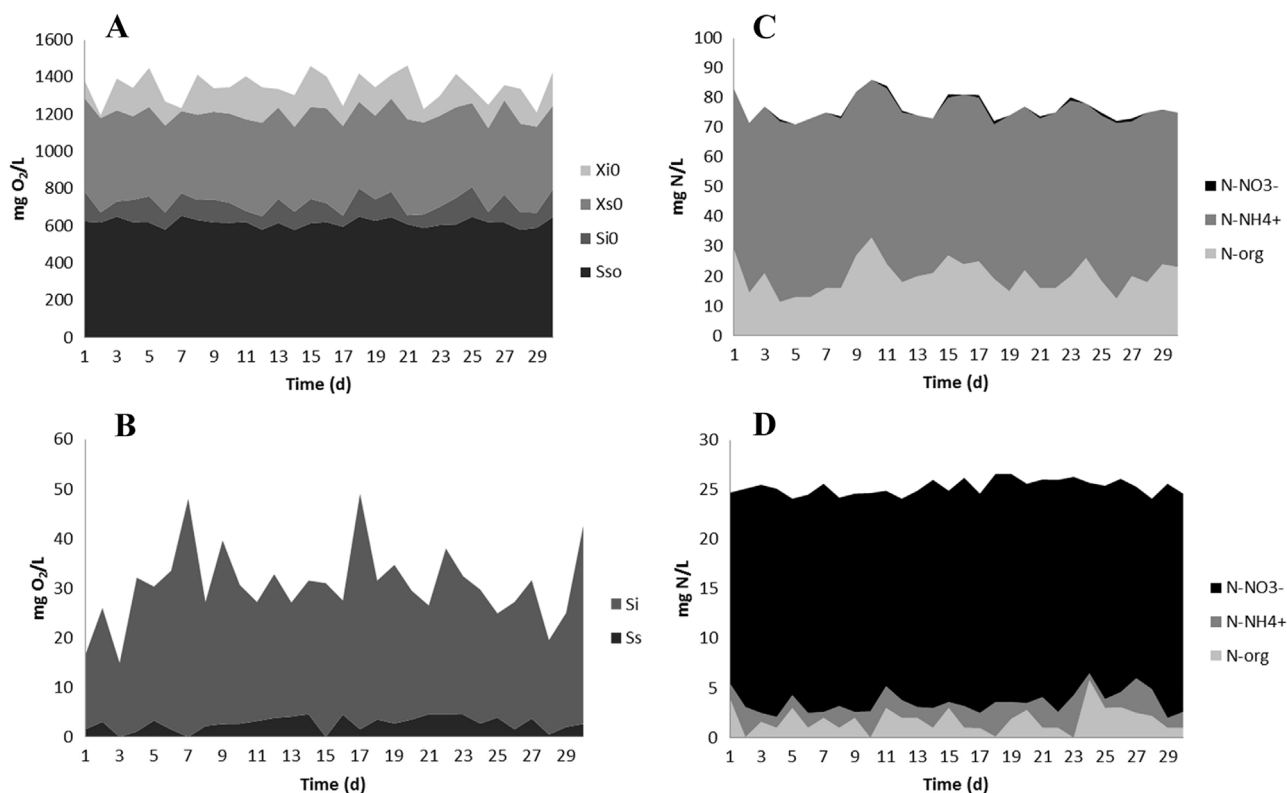 A
mg O2/L
1600
1400
1200
1000
800
600
400
200
0
1 3 5 7 9 11 13 15 17 19 21 23 25 27 29
Time (d)
Xi0
Xs0
Si0
Sso
C
mg N/L
100
90
80
70
60
50
40
30
20
10
0
1 3 5 7 9 11 13 15 17 19 21 23 25 27 29
Time (d)
N-NO3-
N-NH4+
N-org
B
mg O2/L
60
50
40
30
20
10
0
1 3 5 7 9 11 13 15 17 19 21 23 25 27 29
Time (d)
Si
Ss
D
mg N/L
30
25
20
15
10
5
0
1 3 5 7 9 11 13 15 17 19 21 23 25 27 29
Time (d)
N-NO3-
N-NH4+
N-org